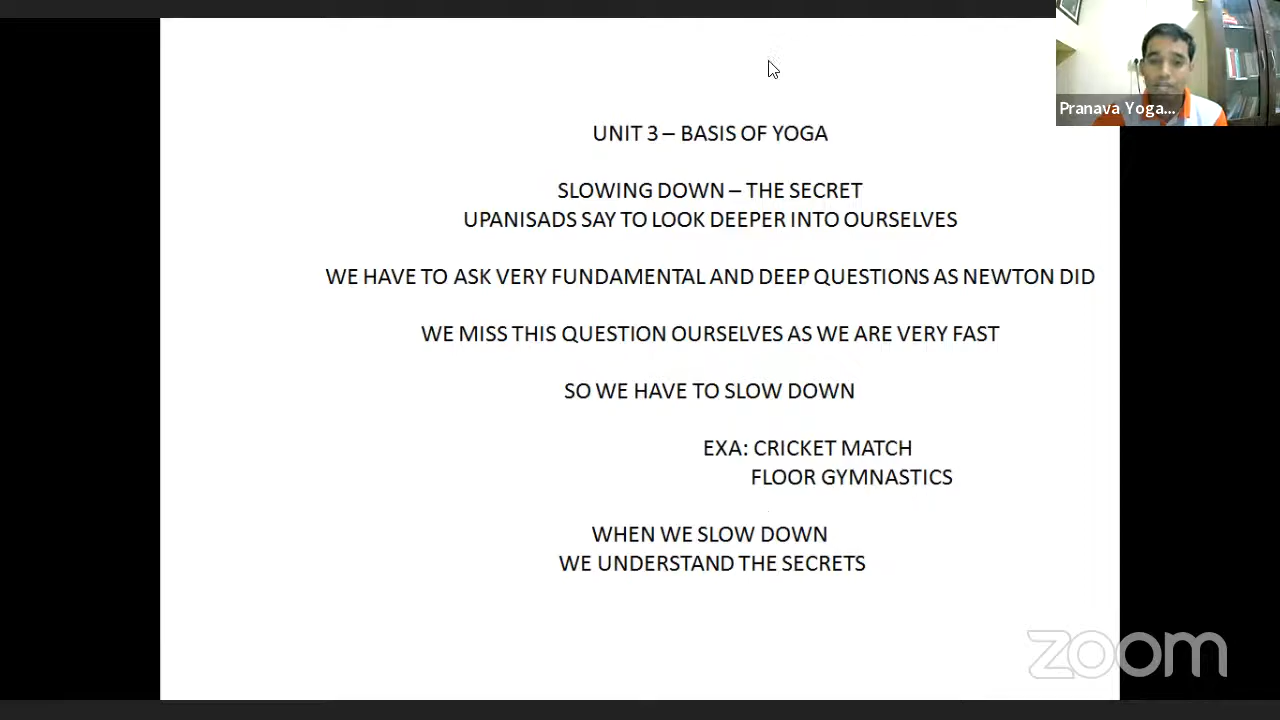 Pranava Yoga...
UNIT 3 – BASIS OF YOGA
SLOWING DOWN – THE SECRET
UPANISADS SAY TO LOOK DEEPER INTO OURSELVES
WE HAVE TO ASK VERY FUNDAMENTAL AND DEEP QUESTIONS AS NEWTON DID
WE MISS THIS QUESTION OURSELVES AS WE ARE VERY FAST
SO WE HAVE TO SLOW DOWN
EXA: CRICKET MATCH
FLOOR GYMNASTICS
WHEN WE SLOW DOWN
WE UNDERSTAND THE SECRETS
zoom